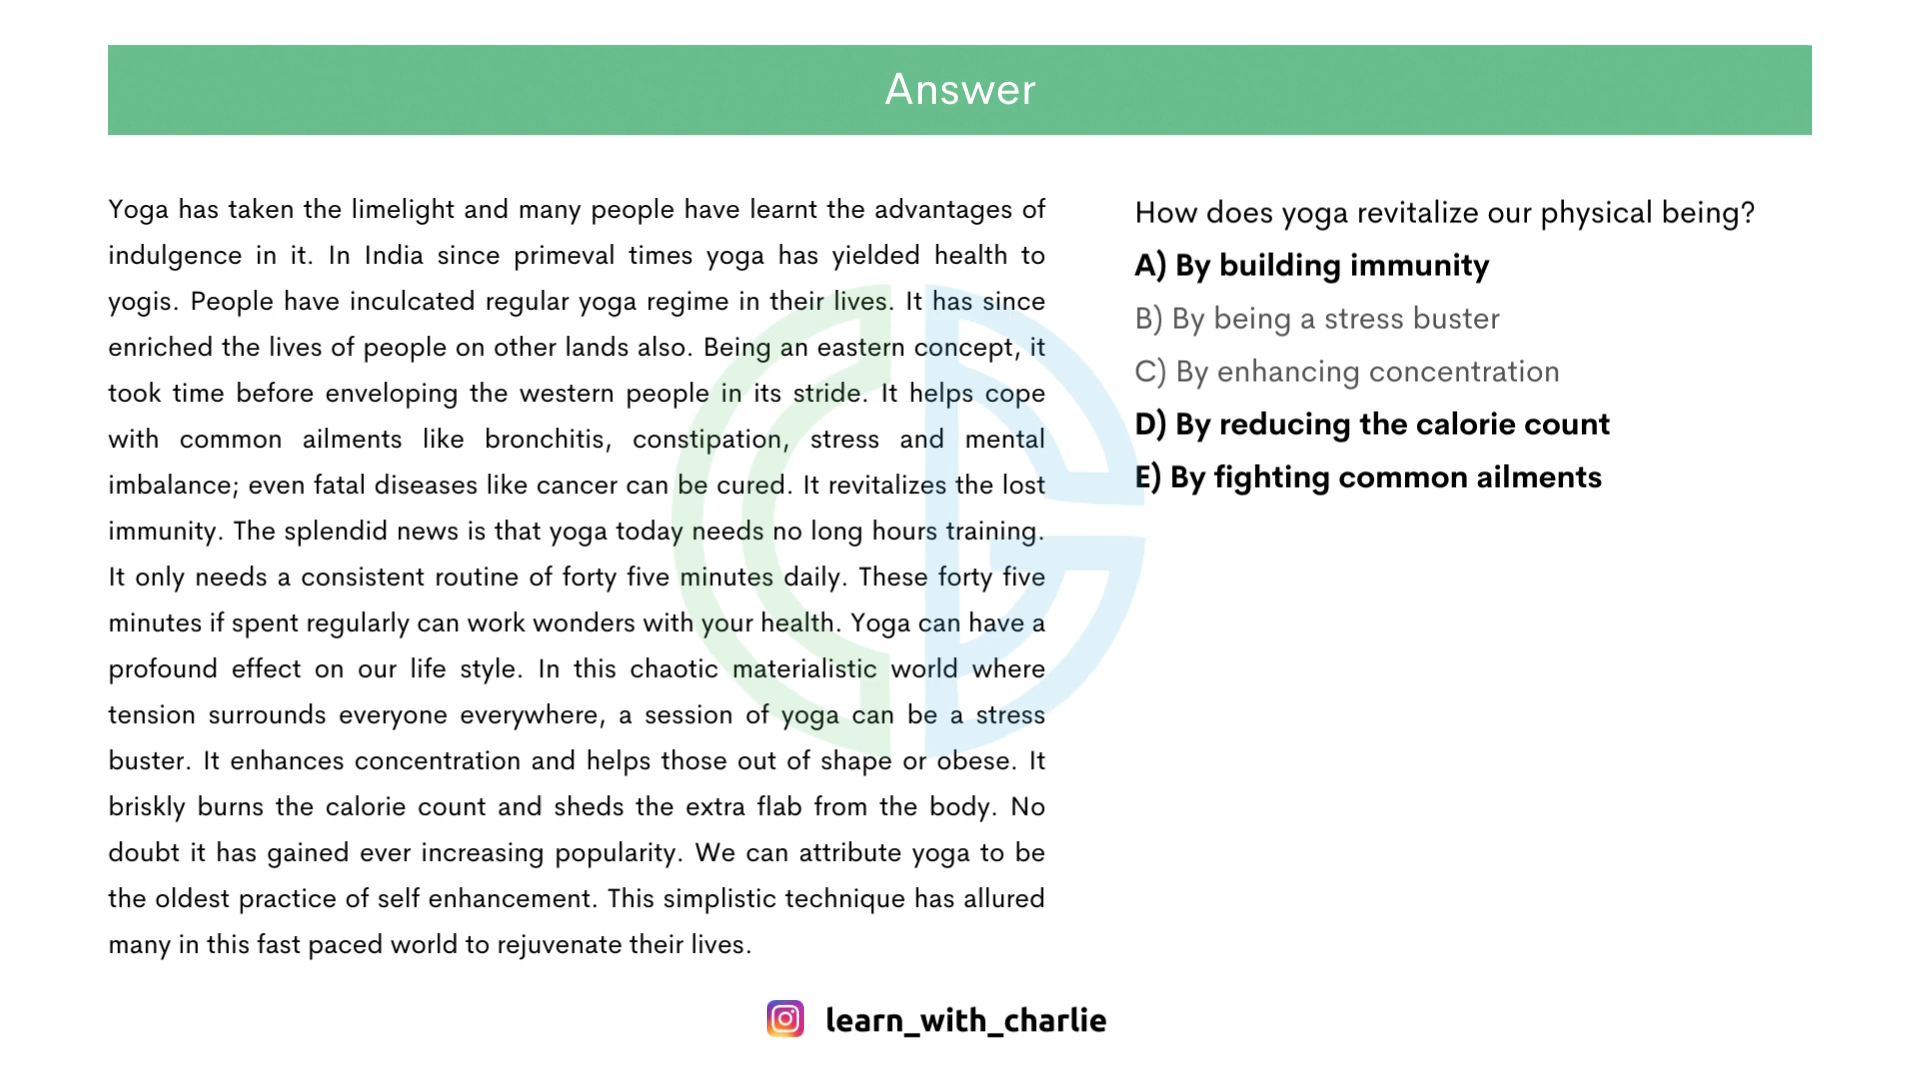 Answer
Yoga has taken the limelight and many people have learnt the advantages of
indulgence in it. In India since primeval times yoga has yielded health to
yogis. People have inculcated regular yoga regime in their lives. It has since
enriched the lives of people on other lands also. Being an eastern concept, it
took time before enveloping the western people in its stride. It helps cope
with common ailments like bronchitis, constipation, stress and mental
imbalance; even fatal diseases like cancer can be cured. It revitalizes the lost
immunity. The splendid news is that yoga today needs no long hours training.
It only needs a consistent routine of forty five minutes daily. These forty five
minutes if spent regularly can work wonders with your health. Yoga can have a
profound effect on our life style. In this chaotic materialistic world where
tension surrounds everyone everywhere, a session of yoga can be a stress
buster. It enhances concentration and helps those out of shape or obese. It
briskly burns the calorie count and sheds the extra flab from the body. No
doubt it has gained ever increasing popularity. We can attribute yoga to be
the oldest practice of self enhancement. This simplistic technique has allured
many in this fast paced world to rejuvenate their lives.
How does yoga revitalize our physical being?
A) By building immunity
B) By being a stress buster
C) By enhancing concentration
D) By reducing the calorie count
E) By fighting common ailments
learn_with_charlie